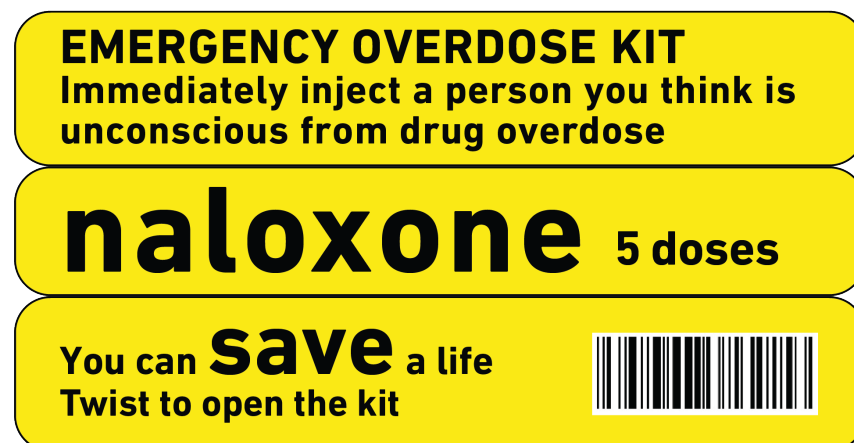 EMERGENCY OVERDOSE KIT
Immediately inject a person you think is
unconscious from drug overdose
naloxone 5 doses
You can save a life
Twist to open the kit